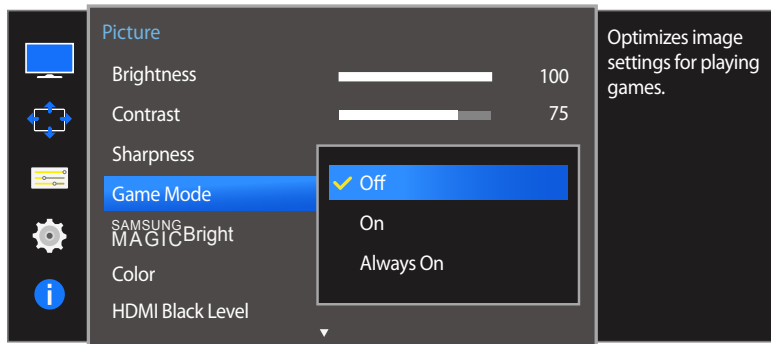 Picture
Brightness 100
Contrast 75
Sharpness
Game Mode
SAMSUNG
MAGICBright
Color
HDMI Black Level
Off
On
Always On
Optimizes image
settings for playing
games.
i